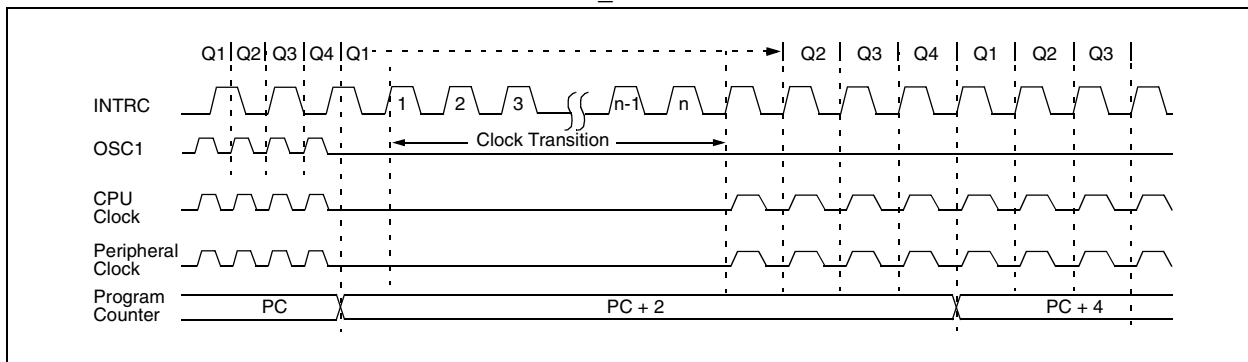 Q1 Q2 Q3 Q4 Q1 Q2 Q3 Q4 Q1 Q2 Q3
INTRC 1 2 3 n-1 n
Clock Transition
OSC1
CPU
Clock
Peripheral
Clock
Program
Counter
PC PC + 2 PC + 4